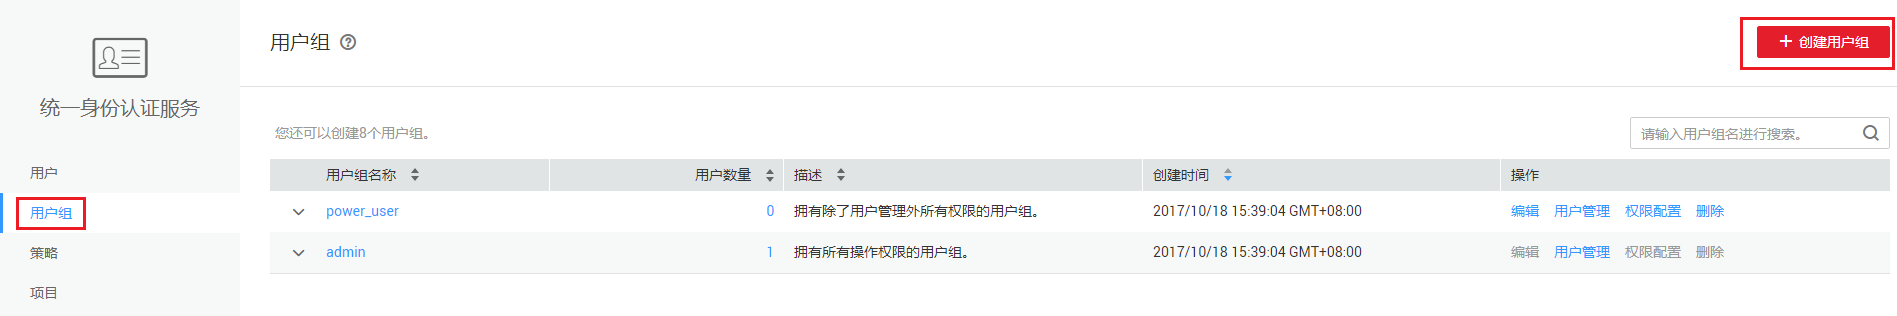 统一身份认证服务
用户
用户组
策略
项目
用户组 ?
+ 创建用户组
您还可以创建8个用户组。
请输入用户组名进行搜索。
用户组名称 用户数量 描述 创建时间 操作
power_user 0 拥有除了用户管理外所有权限的用户组。 2017/10/18 15:39:04 GMT+08:00 编辑 用户管理 权限配置 删除
admin 1 拥有所有操作权限的用户组。 2017/10/18 15:39:04 GMT+08:00 编辑 用户管理 权限配置 删除